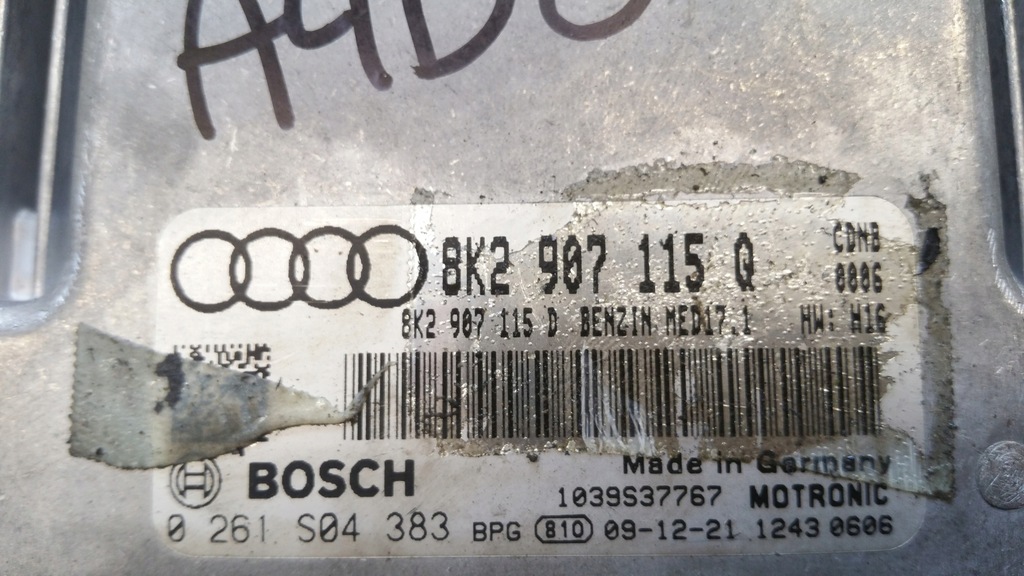 8K2 907 115 Q
CDNB
0006
8K2 907 115 D BENZIN MED17.1 HW: H16
BOSCH
Made in Germany
1039S37767 MOTRONIC
0 261 S04 383 BPG 810 09-12-21 1243 0606